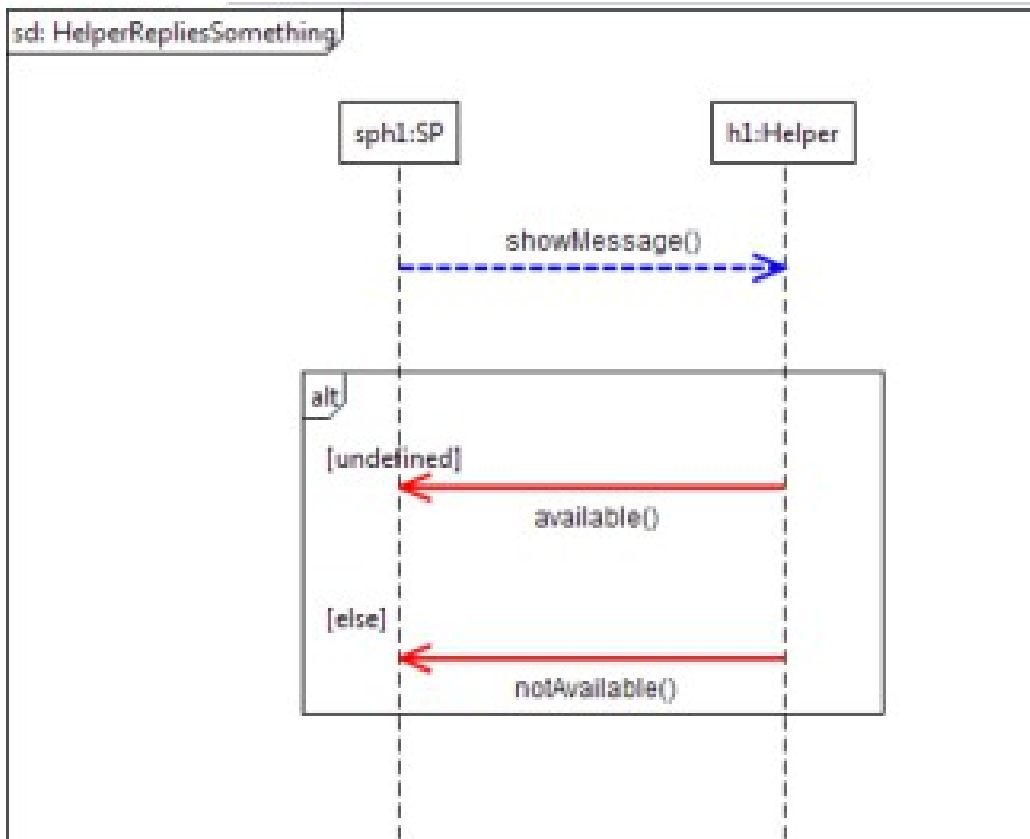 sd: HelperRepliesSomething
sph1:SP
h1:Helper
showMessage()
alt
[undefined]
available()
[else]
notAvailable()